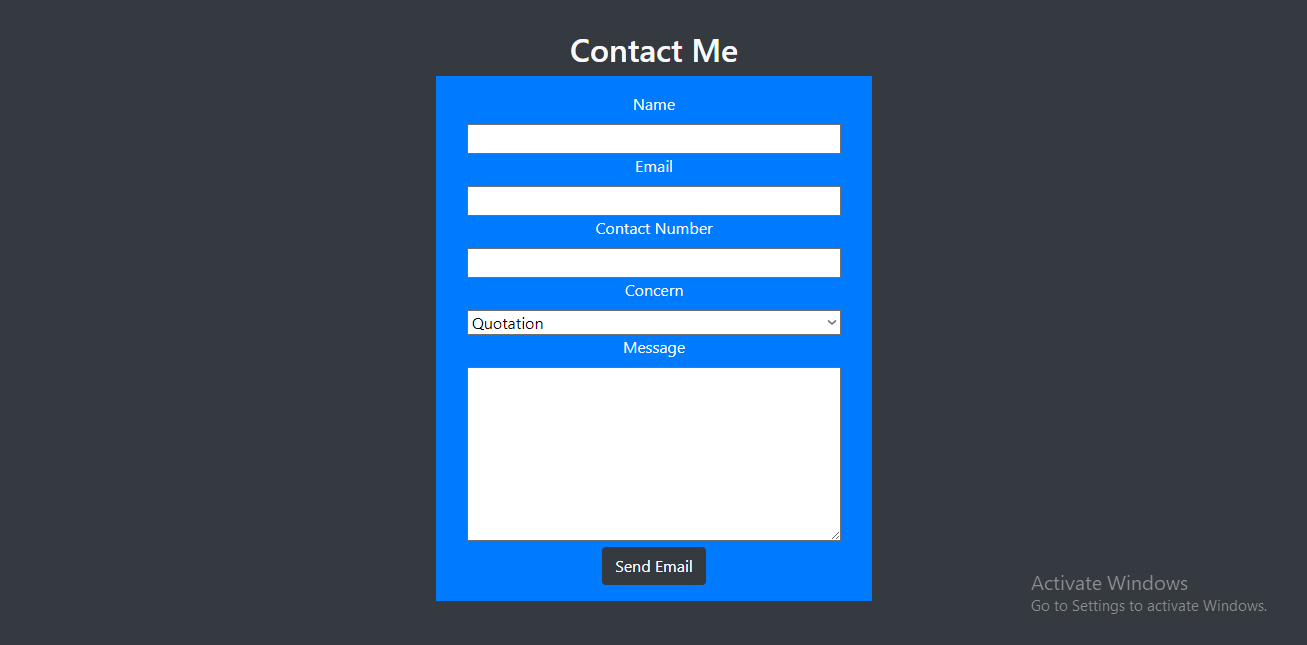 Contact Me
Name
Email
Contact Number
Concern
Quotation
Message
Send Email
Activate Windows
Go to Settings to activate Windows.